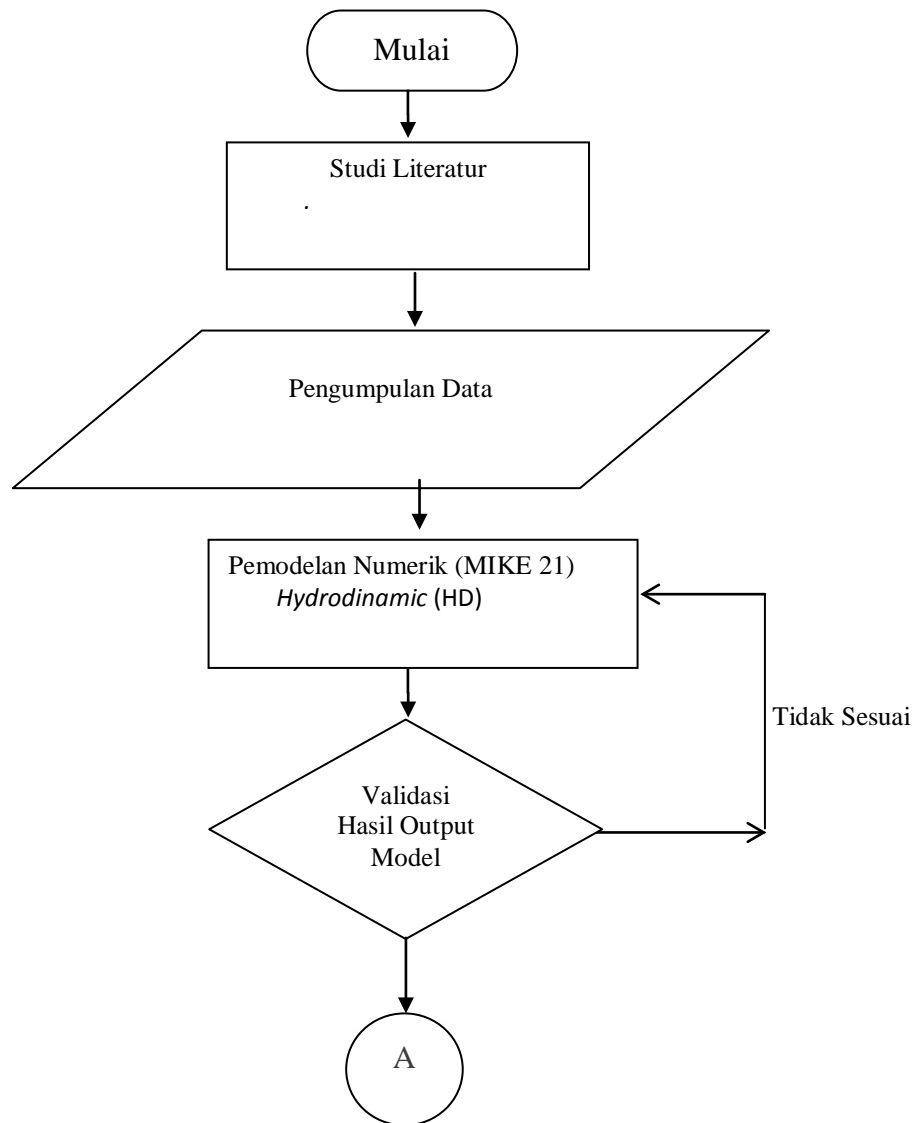 Mulai
Studi Literatur
.
Pengumpulan Data
Pemodelan Numerik (MIKE 21)
Hydrodinamic (HD)
Tidak Sesuai
Validasi
Hasil Output
Model
A